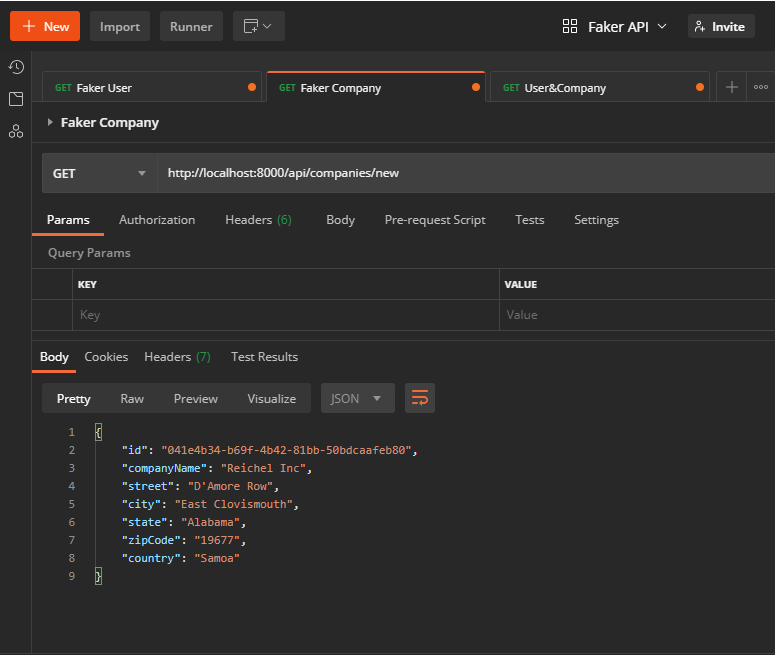 New Import Runner Faker API Invite
GET Faker User GET Faker Company GET User&Company
Faker Company
GET http://localhost:8000/api/companies/new
Params Authorization Headers (6) Body Pre-request Script Tests Settings
Query Params
KEY VALUE
Key Value
Body Cookies Headers (7) Test Results
Pretty Raw Preview Visualize JSON
1 {
2 "id": "041e4b34-b69f-4b42-81bb-50bdcaafeb80",
3 "companyName": "Reichel Inc",
4 "street": "D'Amore Row",
5 "city": "East Clovismouth",
6 "state": "Alabama",
7 "zipCode": "19677",
8 "country": "Samoa"
9 }